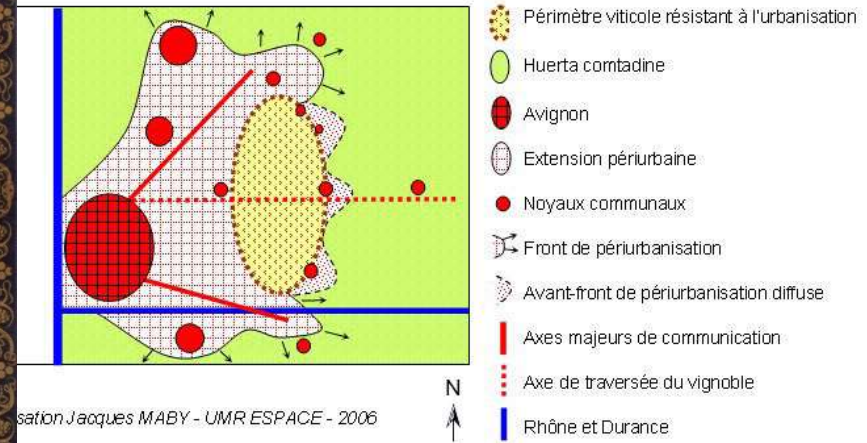 Périmètre viticole résistant à l'urbanisation
Huerta comtadine
Avignon
Extension périurbaine
Noyaux communaux
Front de périurbanisation
Avant-front de périurbanisation diffuse
Axes majeurs de communication
Axe de traversée du vignoble
Rhône et Durance
N
sation Jacques MABY - UMR ESPACE - 2006